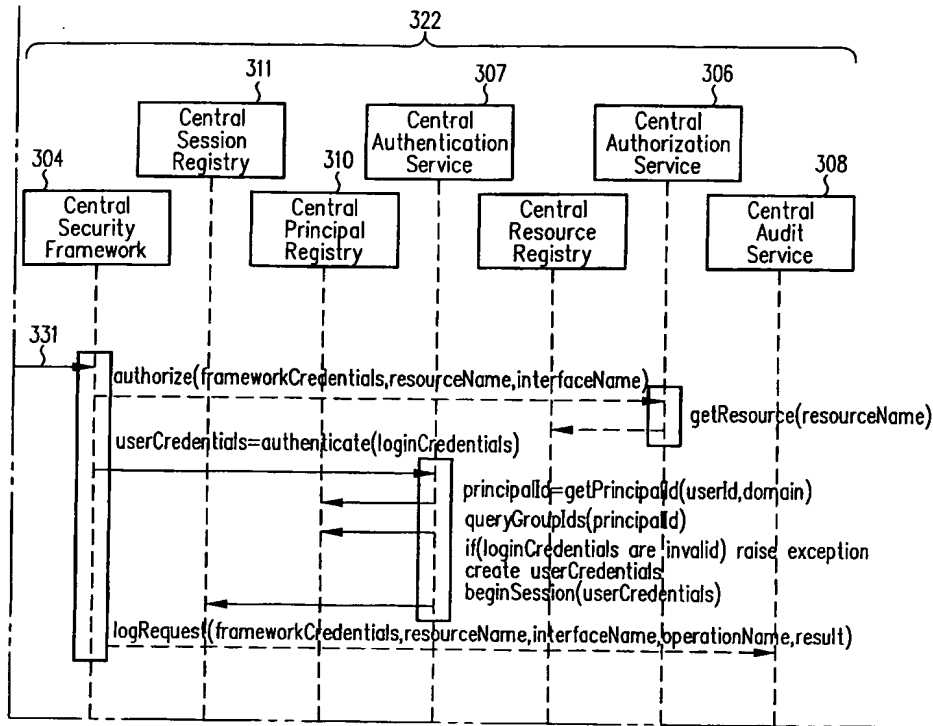 322
311
307
306
Central
Session
Registry
Central
Authentication
Service
Central
Authorization
Service
304
310
308
Central
Security
Framework
Central
Principal
Registry
Central
Resource
Registry
Central
Audit
Service
331
authorize(frameworkCredentials,resourceName,interfaceName)
getResource(resourceName)
userCredentials=authenticate(loginCredentials)
principalId=getPrincipalId(userId,domain)
queryGroupIds(principalId)
if(loginCredentials are invalid) raise exception
create userCredentials
beginSession(userCredentials)
logRequest(frameworkCredentials,resourceName,interfaceName,operationName,result)